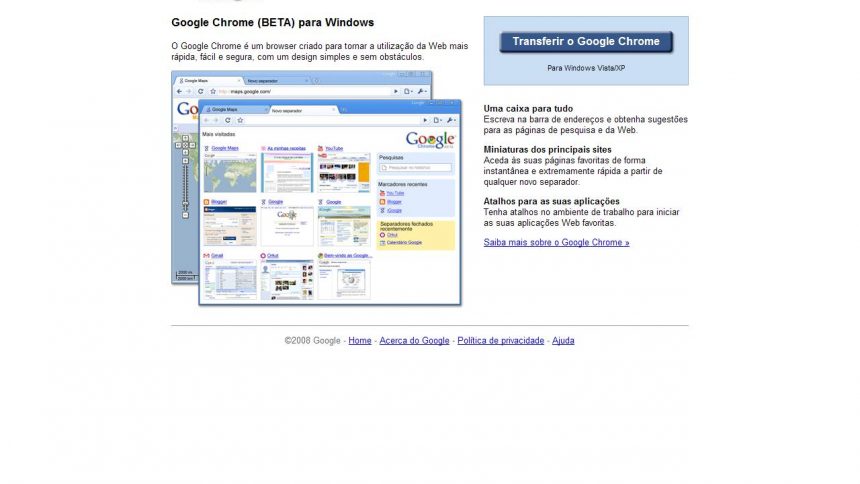 Google Chrome (BETA) para Windows
O Google Chrome é um browser criado para tornar a utilização da Web mais
rápida, fácil e segura, com um design simples e sem obstáculos.
Google Maps
Novo separador
http://maps.google.com/
Google Maps
Novo separador
Mais visitadas
Google Maps
As minhas receitas
YouTube
Blogger
Google
Google
Gmail
Orkut
Bem-vindo ao Google...
Google
Pesquisas
Marcadores recentes
You Tube
Blogger
iGoogle
Separadores fechados
recentemente
Orkut
Calendário Google
Transferir o Google Chrome
Para Windows Vista/XP
Uma caixa para tudo
Escreva na barra de endereços e obtenha sugestões
para as páginas de pesquisa e da Web.
Miniaturas dos principais sites
Aceda às suas páginas favoritas de forma
instantânea e extremamente rápida a partir de
qualquer novo separador.
Atalhos para as suas aplicações
Tenha atalhos no ambiente de trabalho para iniciar
as suas aplicações Web favoritas.
Saiba mais sobre o Google Chrome »
©2008 Google - Home - Acerca do Google - Política de privacidade - Ajuda